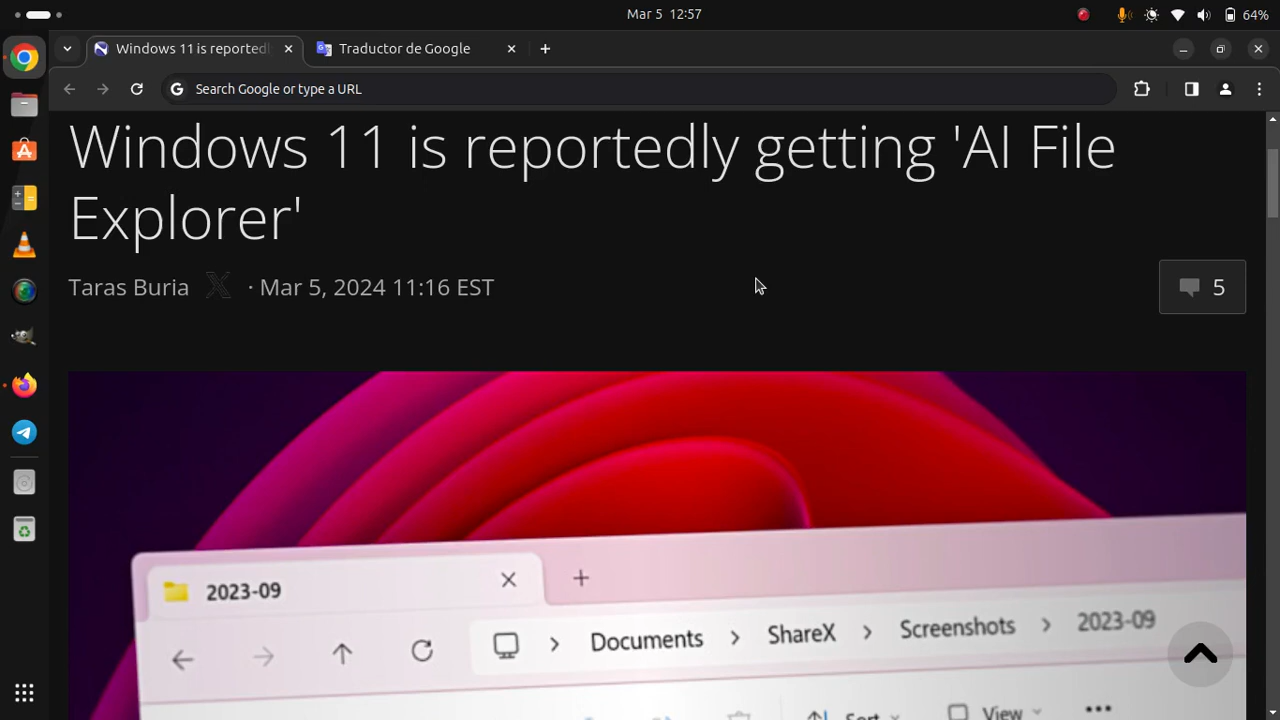 Mar 5 12:57
64%
Windows 11 is reported
Traductor de Google
Search Google or type a URL
Windows 11 is reportedly getting 'AI File
Explorer'
Taras Buria · Mar 5, 2024 11:16 EST
5
2023-09
Documents > ShareX > Screenshots > 2023-09
Sort
View